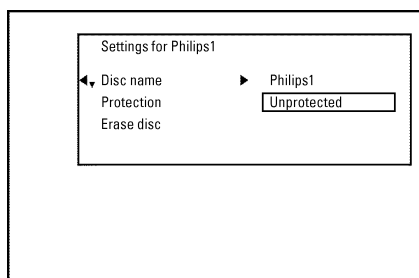 Settings for Philips1
Disc name Philips1
Protection Unprotected
Erase disc